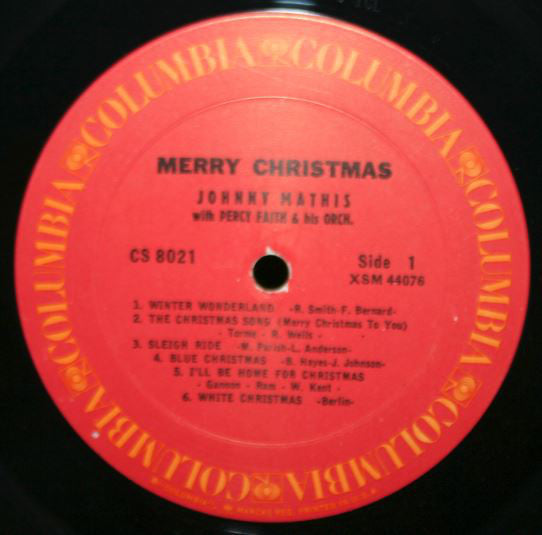 COLUMBIA COLUMBIA COLUMBIA COLUMBIA COLUMBIA COLUMBIA
MERRY CHRISTMAS
JOHNNY MATHIS
with PERCY FAITH & his ORCH.
CS 8021
Side 1
XSM 44076
1. WINTER WONDERLAND -R. Smith-F. Bernard-
2. THE CHRISTMAS SONG (Merry Christmas To You)
- Torme - R. Wells -
3. SLEIGH RIDE -M. Parish-L. Anderson-
4. BLUE CHRISTMAS -B. Hayes-J. Johnson-
5. I'LL BE HOME FOR CHRISTMAS
- Gannon - Ram - W. Kent -
6. WHITE CHRISTMAS -Berlin-